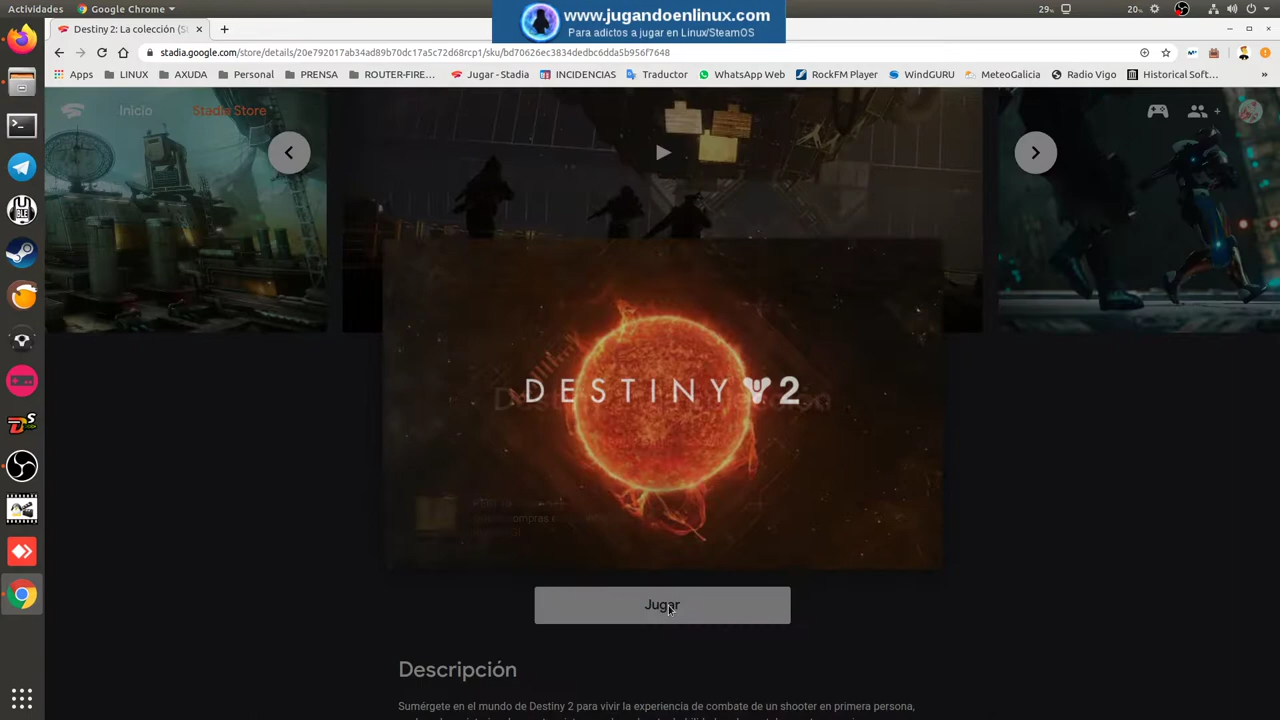 Actividades
Google Chrome
www.jugandoenlinux.com
Para adictos a jugar en Linux/SteamOS
29%
20%
Destiny 2: La colección (S
stadia.google.com/store/details/20e792017ab34ad89b70dc17a5c72d68rcp1/sku/bd70626ec3834dedbc6dda5b956f7648
Apps
LINUX
AXUDA
Personal
PRENSA
ROUTER-FIRE...
Jugar - Stadia
INCIDENCIAS
Traductor
WhatsApp Web
RockFM Player
WindGURU
MeteoGalicia
Radio Vigo
Historical Soft...
Inicio
Stadia Store
DESTINY 2
Jugar
Descripción
Sumérgete en el mundo de Destiny 2 para vivir la experiencia de combate de un shooter en primera persona,